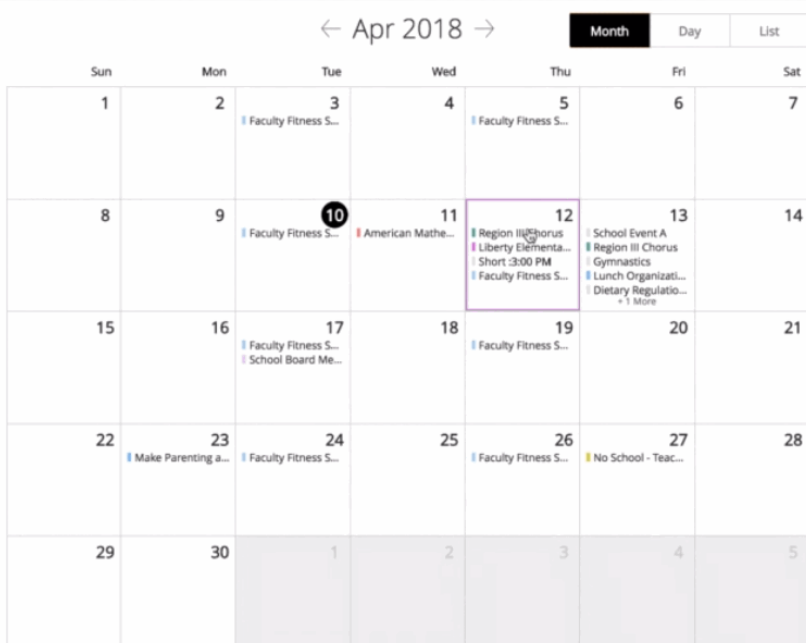 ← Apr 2018 →
Month Day List
Sun Mon Tue Wed Thu Fri Sat
1 2 3 4 5 6 7
Faculty Fitness S... Faculty Fitness S...
8 9 10 11 12 13 14
Faculty Fitness S... American Mathe... Region III Chorus School Event A
Liberty Elementa... Region III Chorus
Short :3:00 PM Gymnastics
Faculty Fitness S... Lunch Organizati...
Dietary Regulatio...
+ 1 More
15 16 17 18 19 20 21
Faculty Fitness S... Faculty Fitness S...
School Board Me...
22 23 24 25 26 27 28
Make Parenting a... Faculty Fitness S... Faculty Fitness S... No School - Teac...
29 30 1 2 3 4 5